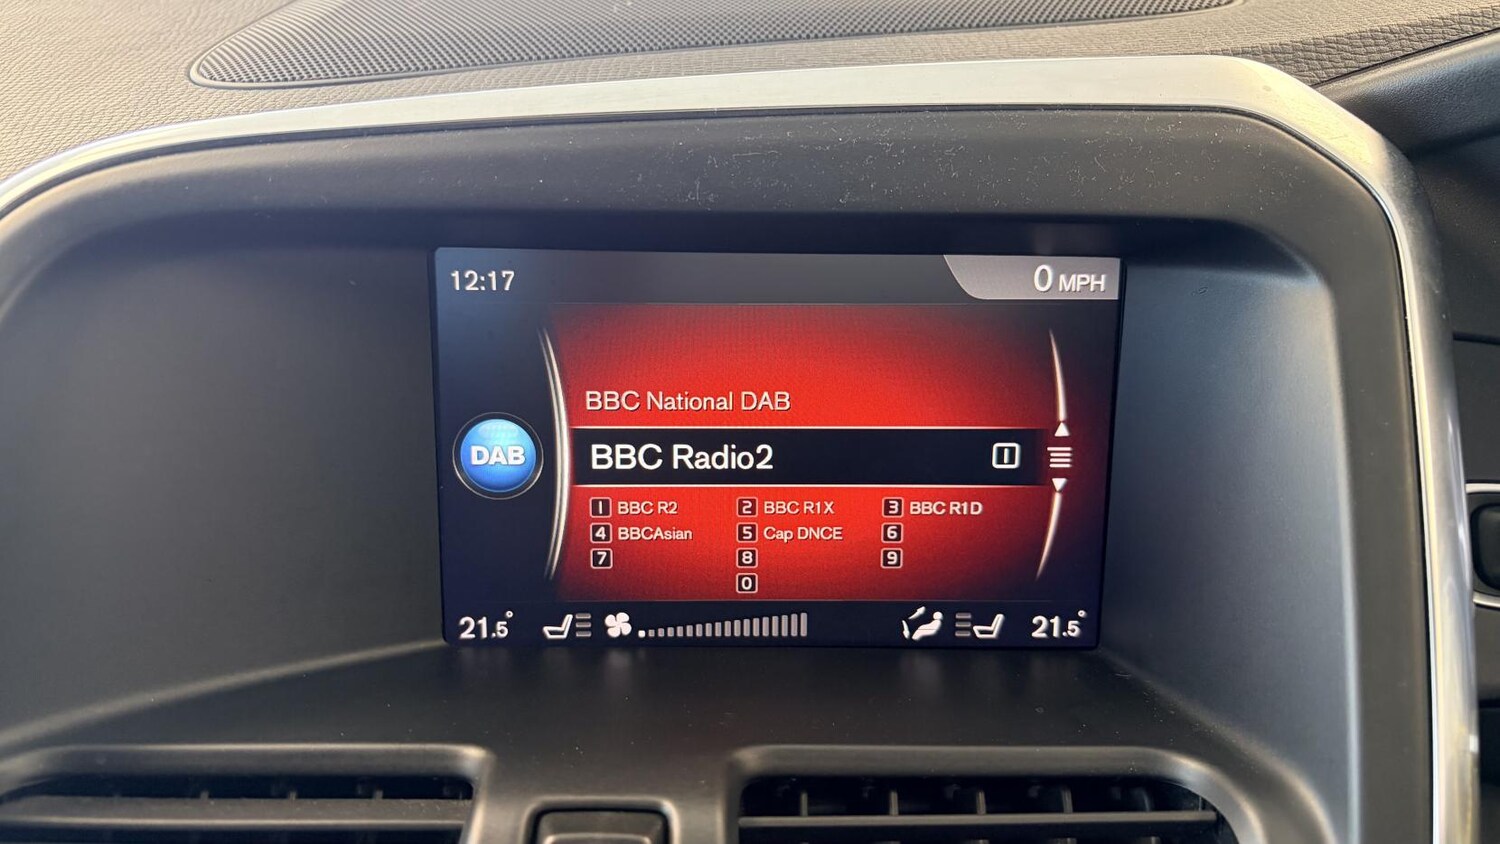 12:17 0 MPH
BBC National DAB
DAB BBC Radio2 1
1 BBC R2 2 BBC R1X 3 BBC R1D
4 BBCAsian 5 Cap DNCE 6
7 8 9
0
21.5° 21.5°